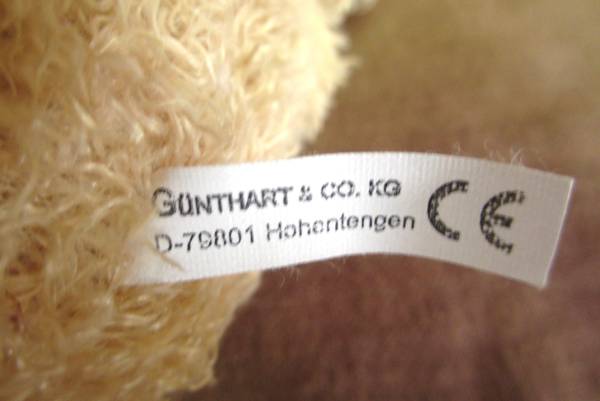 GÜNTHART & CO. KG
D-79801 Hohentengen
CE